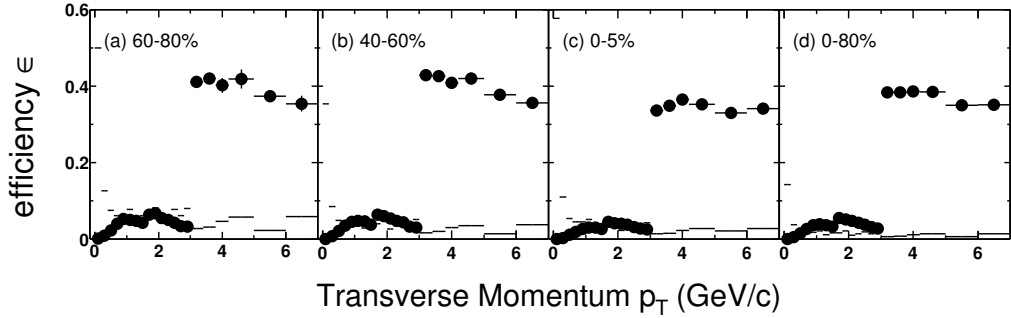 0.6
0.4
0.2
0
efficiency ∈
(a) 60-80%
(b) 40-60%
(c) 0-5%
(d) 0-80%
0 2 4 6 0 2 4 6 0 2 4 6 0 2 4 6
Transverse Momentum p_T (GeV/c)